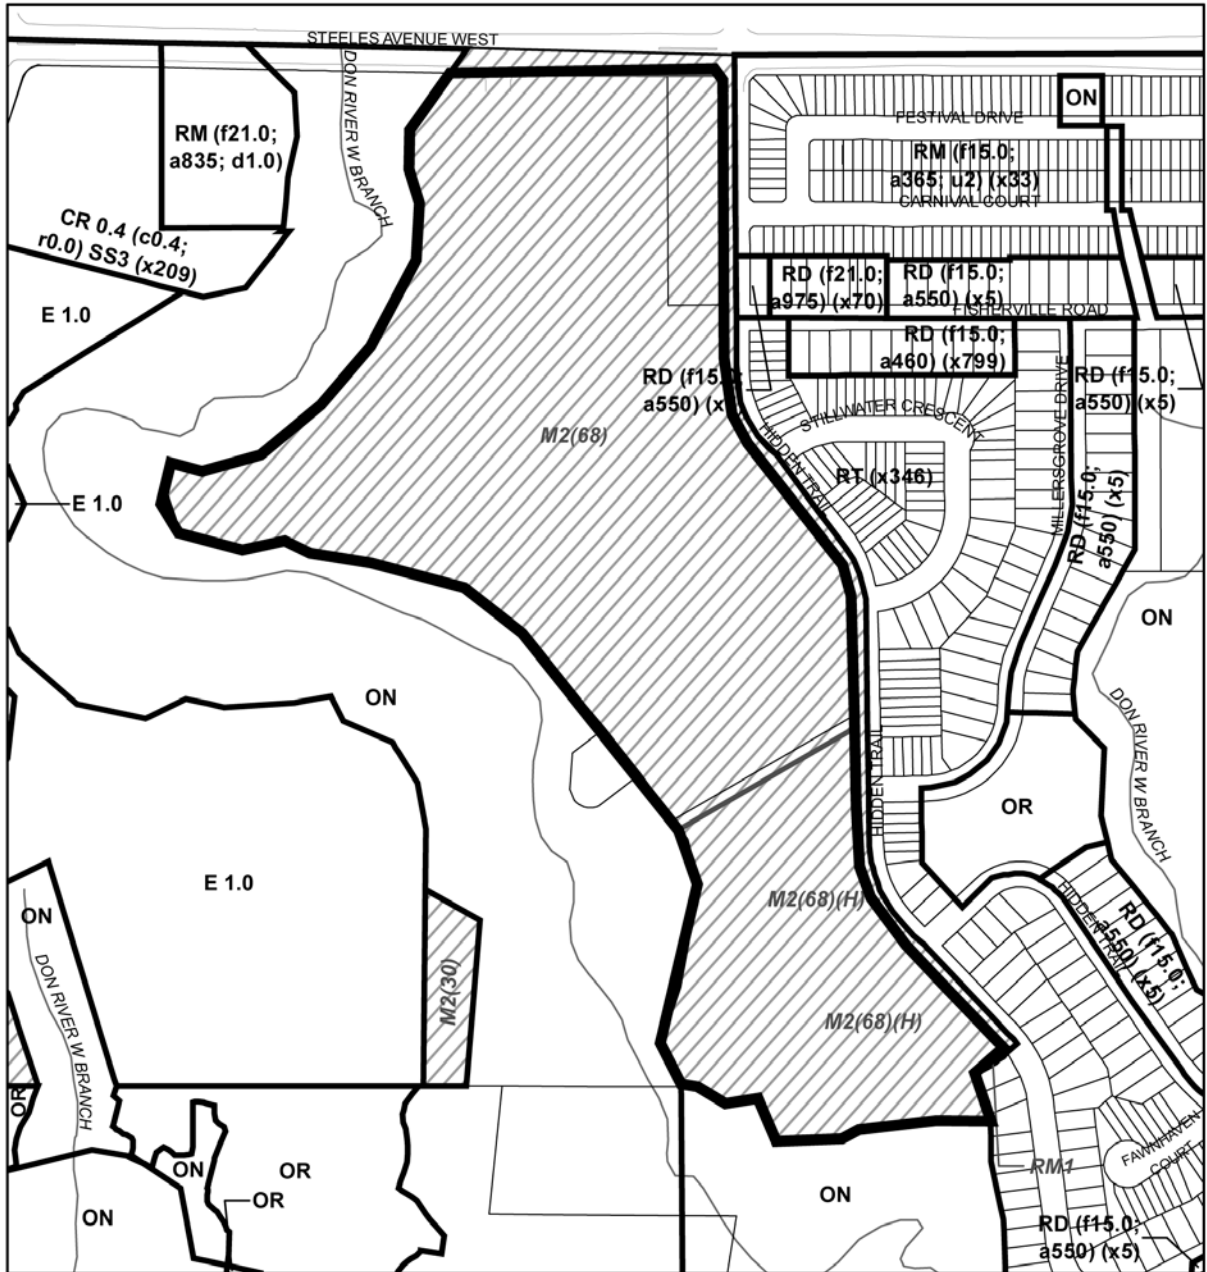 STEELES AVENUE WEST
DON RIVER W BRANCH
RM (f21.0;
a835; d1.0)
CR 0.4 (c0.4;
r0.0) SS3 (x209)
E 1.0
ON
FESTIVAL DRIVE
RM (f15.0;
a365; u2) (x33)
CARNIVAL COURT
RD (f21.0;
a975) (x70)
RD (f15.0;
a550) (x5)
FISHERVILLE ROAD
RD (f15.0;
a460) (x799)
RD (f15.0;
a550) (x
RD (f15.0;
a550) (x5)
STILLWATER CRESCENT
MILLERSGROVE DRIVE
HIDDEN TRAIL
M2(68)
RT (x346)
RD (f15.0;
a550) (x5)
E 1.0
ON
ON
DON RIVER W BRANCH
HIDDEN TRAIL
OR
E 1.0
M2(68)(H)
HIDDEN TRAIL
RD (f15.0;
a550) (x5)
ON
DON RIVER W BRANCH
M2(30)
M2(68)(H)
OR
FAWNHAVEN
COURT
RM1
ON
OR
OR
ON
ON
RD (f15.0;
a550) (x5)